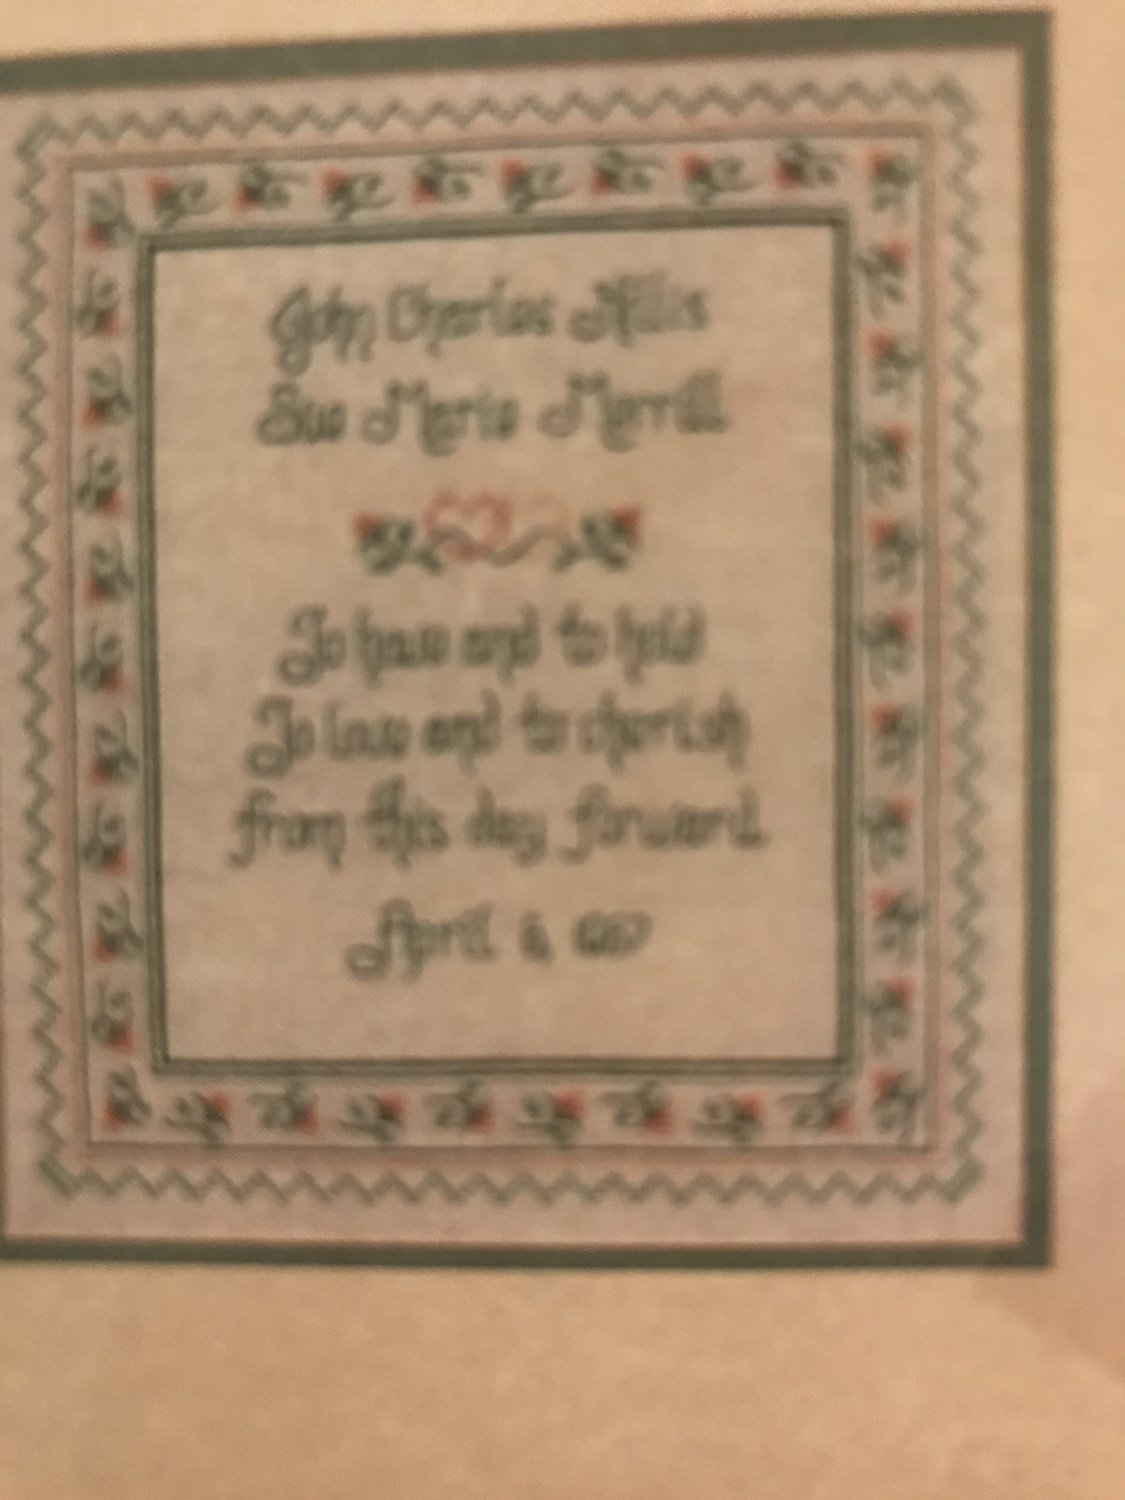 John Charles
Sue Marie Merrill
To have and to hold
To love and to cherish
from this day forward.
April